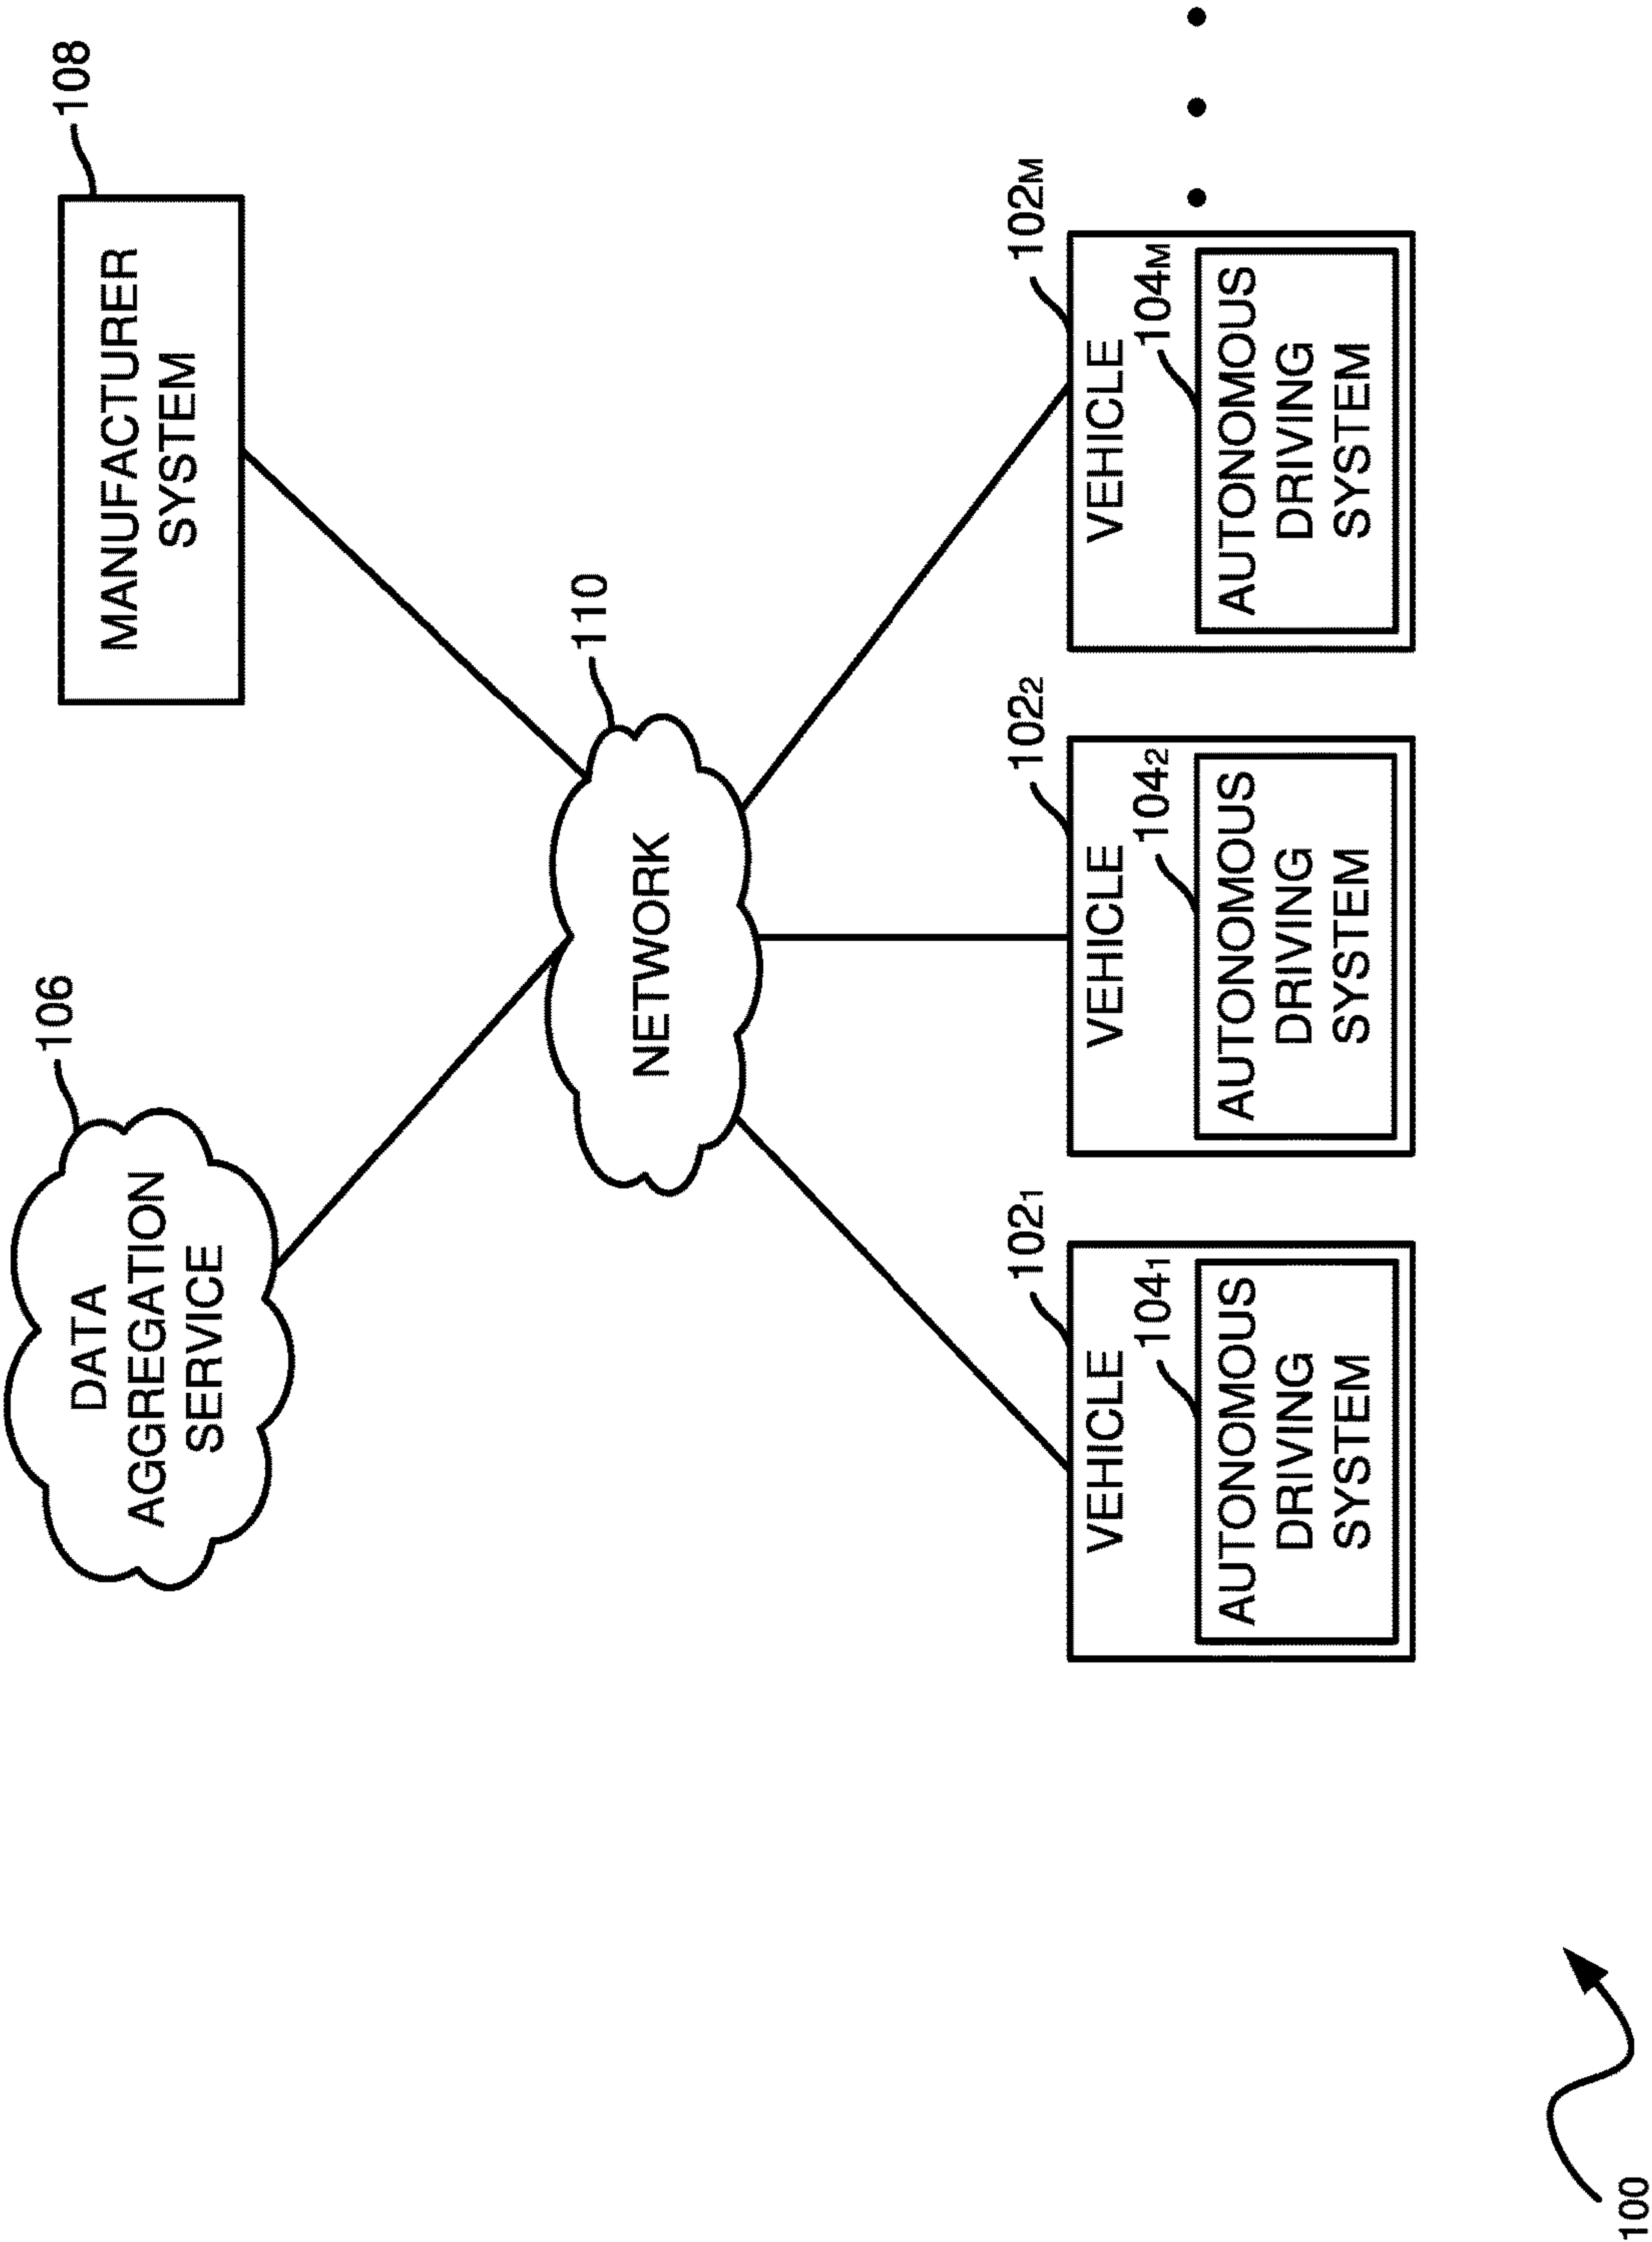 106
DATA
AGGREGATION
SERVICE
108
MANUFACTURER
SYSTEM
110
NETWORK
102₁
VEHICLE
104₁
AUTONOMOUS
DRIVING
SYSTEM
102₂
VEHICLE
104₂
AUTONOMOUS
DRIVING
SYSTEM
102M
VEHICLE
104M
AUTONOMOUS
DRIVING
SYSTEM
• • •
100